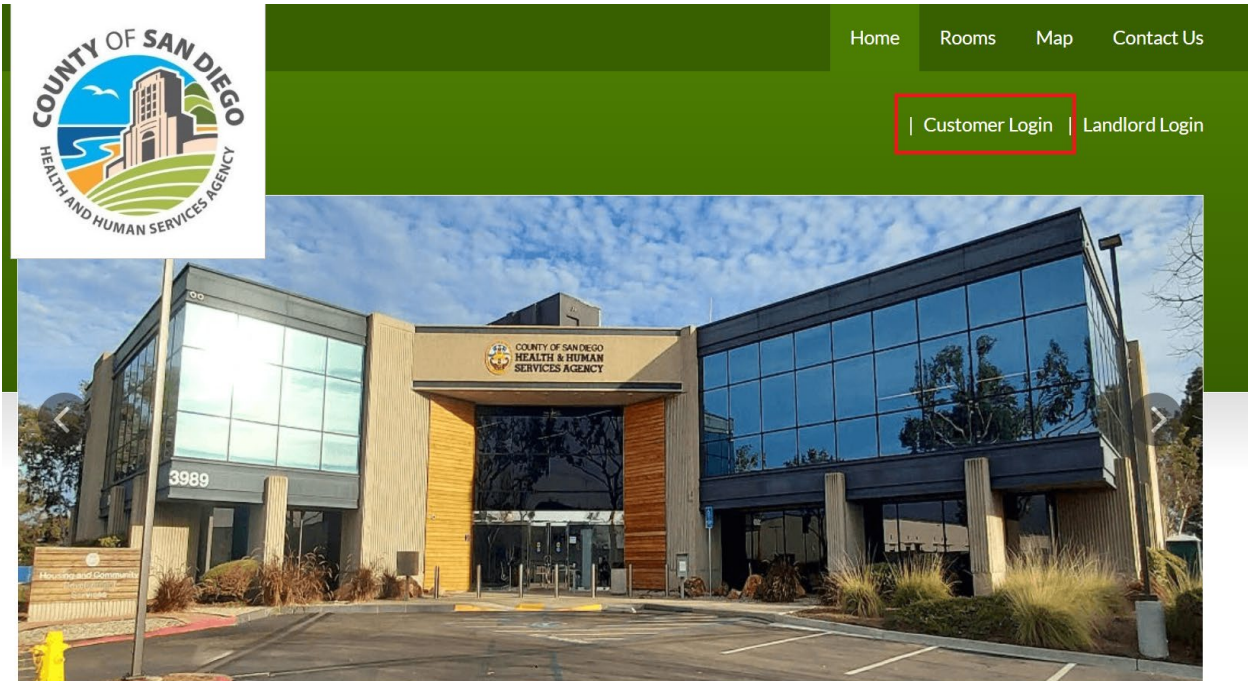 COUNTY OF SAN DIEGO
HEALTH AND HUMAN SERVICES AGENCY
Home Rooms Map Contact Us
| Customer Login | Landlord Login
COUNTY OF SAN DIEGO
HEALTH & HUMAN
SERVICES AGENCY
3989
Housing and Community